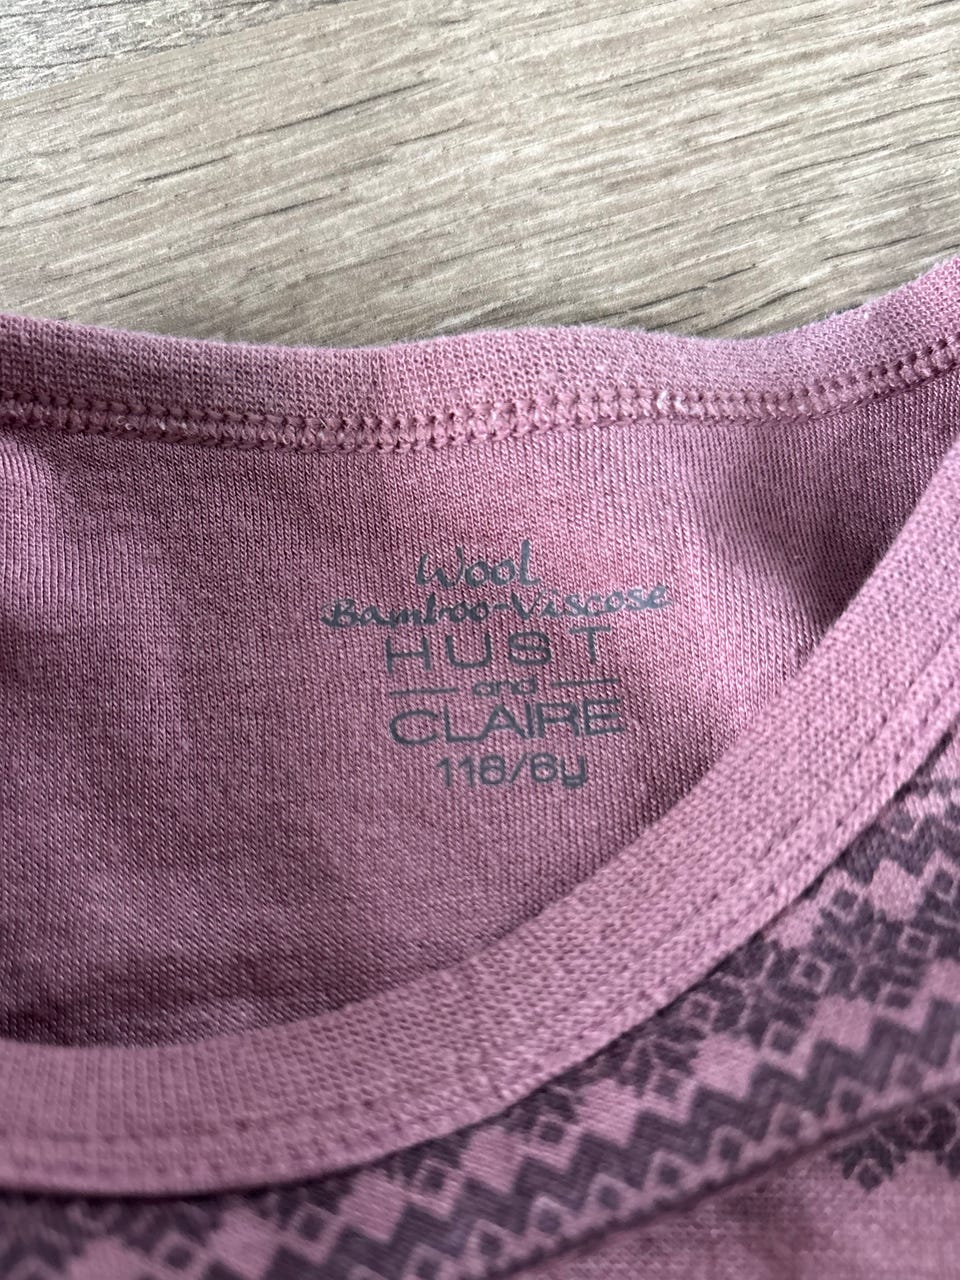 Wool
Bamboo-Viscose
HUST
and
CLAIRE
116/6y